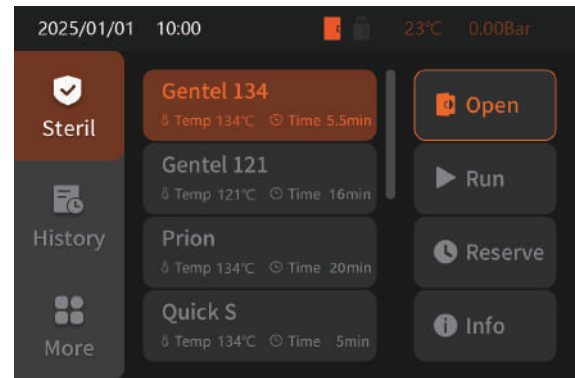 2025/01/01 10:00 23℃ 0.00Bar
Steril
History
More
Gentel 134
Temp 134℃ Time 5.5min
Gentel 121
Temp 121℃ Time 16min
Prion
Temp 134℃ Time 20min
Quick S
Temp 134℃ Time 5min
Open
Run
Reserve
Info